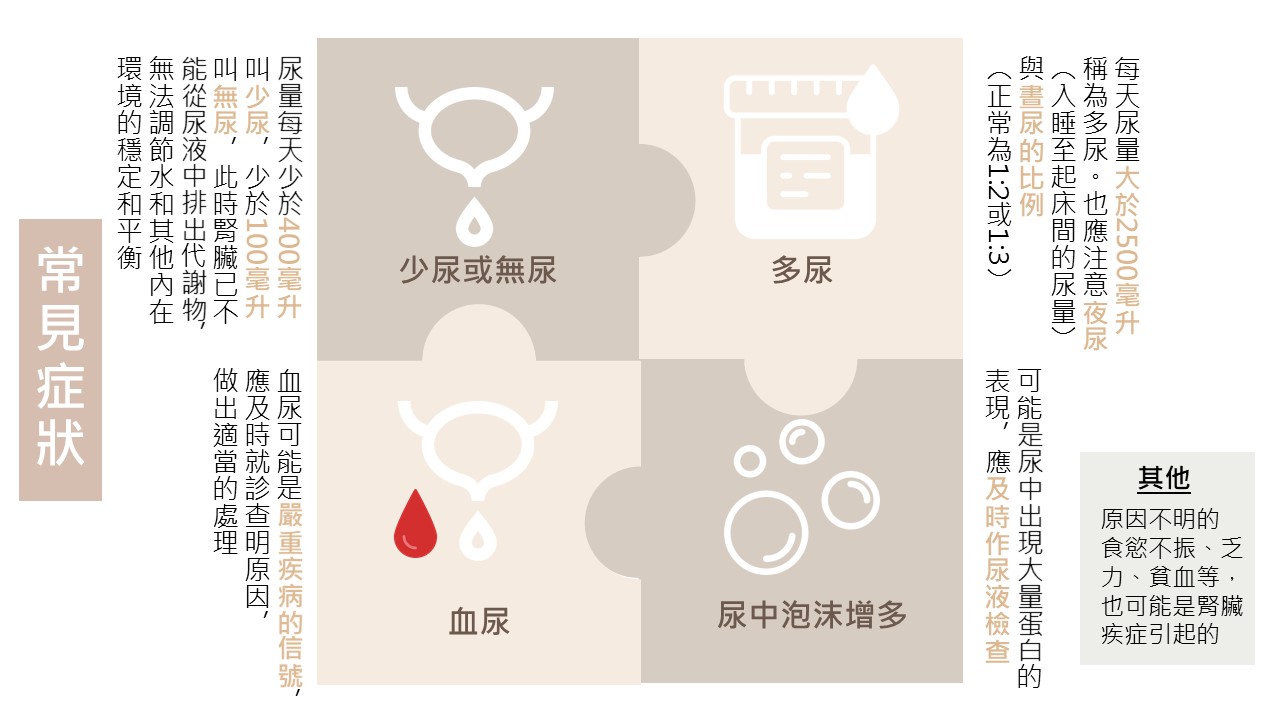 常見症狀
尿量每天少於400毫升
叫少尿，少於100毫升
叫無尿，此時腎臟已不
能從尿液中排出代謝物，
無法調節水和其他內在
環境的穩定和平衡
少尿或無尿
多尿
每天尿量大於2500毫升
稱為多尿。也應注意夜尿
（入睡至起床間的尿量）
與晝尿的比例
（正常為1:2或1:3）
血尿可能是嚴重疾病的信號，
應及時就診查明原因，
做出適當的處理
血尿
尿中泡沫增多
可能是尿中出現大量蛋白的
表現，應及時作尿液檢查
其他
原因不明的
食慾不振、乏
力、貧血等，
也可能是腎臟
疾症引起的